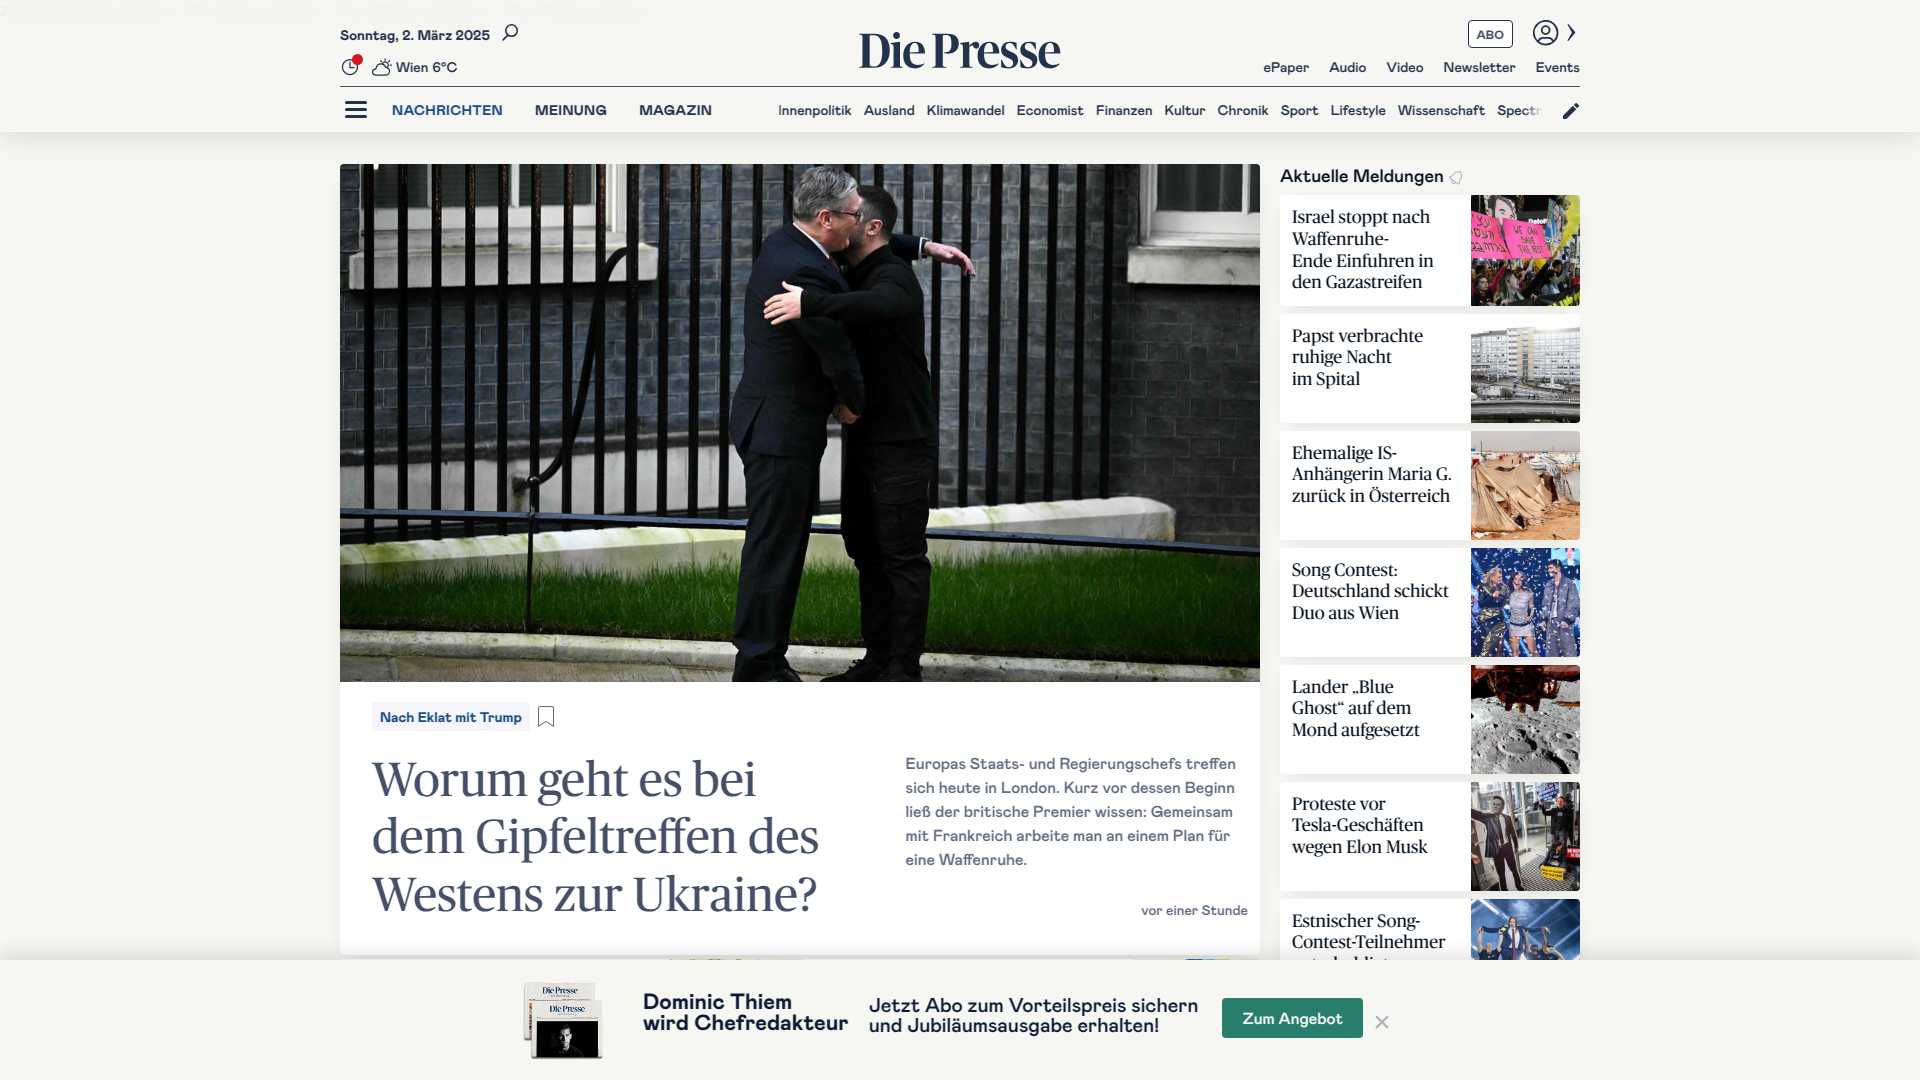 Sonntag, 2. März 2025
Wien 6°C
Die Presse
ABO
ePaper Audio Video Newsletter Events
NACHRICHTEN MEINUNG MAGAZIN
Innenpolitik Ausland Klimawandel Economist Finanzen Kultur Chronik Sport Lifestyle Wissenschaft Spectr
Nach Eklat mit Trump
Worum geht es bei
dem Gipfeltreffen des
Westens zur Ukraine?
Europas Staats- und Regierungschefs treffen
sich heute in London. Kurz vor dessen Beginn
ließ der britische Premier wissen: Gemeinsam
mit Frankreich arbeite man an einem Plan für
eine Waffenruhe.
vor einer Stunde
Aktuelle Meldungen
Israel stoppt nach
Waffenruhe-
Ende Einfuhren in
den Gazastreifen
WE CAN
SAVE
Papst verbrachte
ruhige Nacht
im Spital
Ehemalige IS-
Anhängerin Maria G.
zurück in Österreich
Song Contest:
Deutschland schickt
Duo aus Wien
Lander „Blue
Ghost“ auf dem
Mond aufgesetzt
Proteste vor
Tesla-Geschäften
wegen Elon Musk
Estnischer Song-
Contest-Teilnehmer
Die Presse
Die Presse
Dominic Thiem
wird Chefredakteur
Jetzt Abo zum Vorteilspreis sichern
und Jubiläumsausgabe erhalten!
Zum Angebot